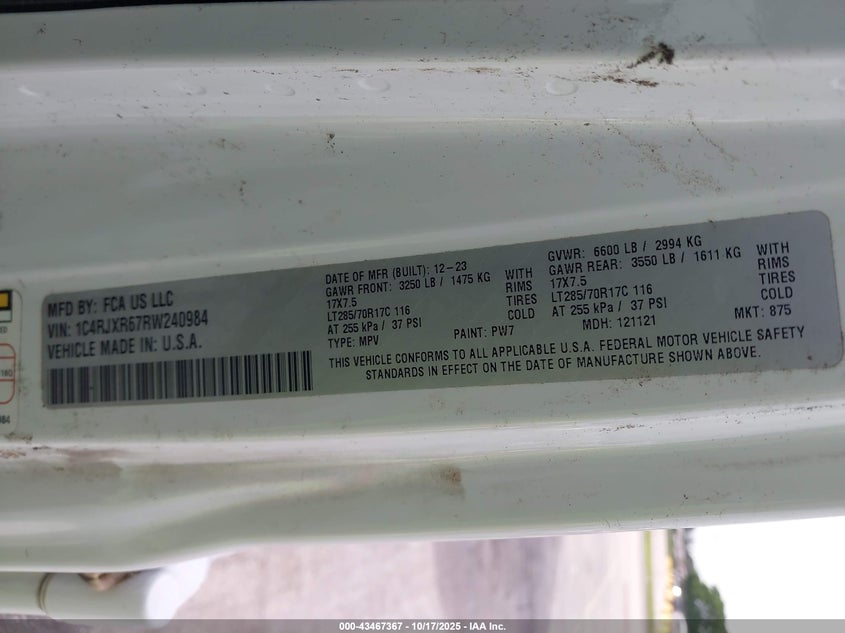 MFD BY: FCA US LLC
VIN: 1C4RJXR67RW240984
VEHICLE MADE IN: U.S.A.
DATE OF MFR (BUILT): 12-23
GAWR FRONT: 3250 LB / 1475 KG WITH
17X7.5 RIMS
LT285/70R17C 116 TIRES
AT 255 kPa / 37 PSI COLD
TYPE: MPV
PAINT: PW7
GVWR: 6600 LB / 2994 KG
GAWR REAR: 3550 LB / 1611 KG WITH
17X7.5 RIMS
LT285/70R17C 116 TIRES
AT 255 kPa / 37 PSI COLD
MDH: 121121 MKT: 875
THIS VEHICLE CONFORMS TO ALL APPLICABLE U.S.A. FEDERAL MOTOR VEHICLE SAFETY
STANDARDS IN EFFECT ON THE DATE OF MANUFACTURE SHOWN ABOVE.
000-43467367 - 10/17/2025 - IAA Inc.